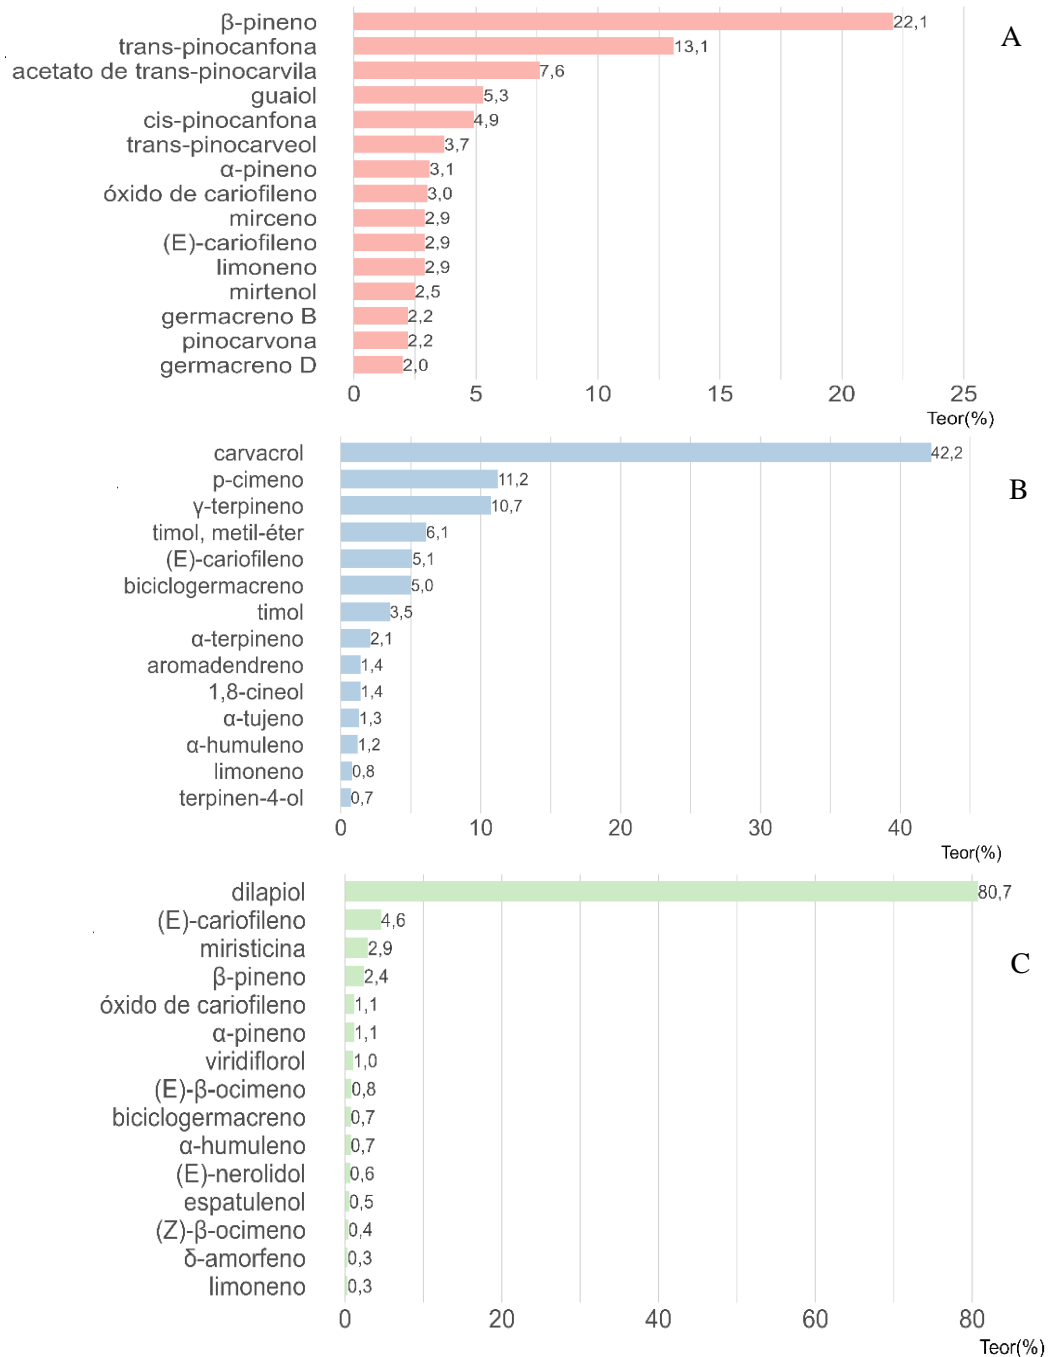 β-pineno 22,1
A
trans-pinocanfona 13,1
acetato de trans-pinocarvila 7,6
guaiol 5,3
cis-pinocanfona 4,9
trans-pinocarveol 3,7
α-pineno 3,1
óxido de cariofileno 3,0
mirceno 2,9
(E)-cariofileno 2,9
limoneno 2,9
mirtenol 2,5
germacreno B 2,2
pinocarvona 2,2
germacreno D 2,0
0 5 10 15 20 25
Teor(%)
carvacrol 42,2
p-cimeno 11,2
B
γ-terpineno 10,7
timol, metil-éter 6,1
(E)-cariofileno 5,1
biciclogermacreno 5,0
timol 3,5
α-terpineno 2,1
aromadendreno 1,4
1,8-cineol 1,4
α-tujeno 1,3
α-humuleno 1,2
limoneno 0,8
terpinen-4-ol 0,7
0 10 20 30 40
Teor(%)
dilapiol 80,7
(E)-cariofileno 4,6
miristicina 2,9
C
β-pineno 2,4
óxido de cariofileno 1,1
α-pineno 1,1
viridiflorol 1,0
(E)-β-ocimeno 0,8
biciclogermacreno 0,7
α-humuleno 0,7
(E)-nerolidol 0,6
espatulenol 0,5
(Z)-β-ocimeno 0,4
δ-amorfeno 0,3
limoneno 0,3
0 20 40 60 80
Teor(%)